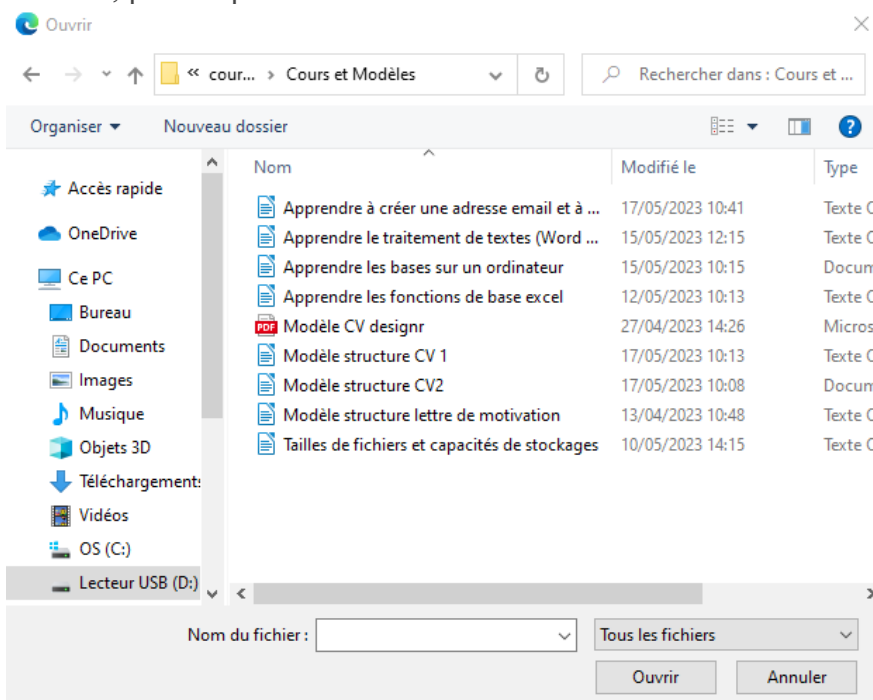 Ouvrir
« cour... > Cours et Modèles
Rechercher dans : Cours et ...
Organiser
Nouveau dossier
Nom
Modifié le
Type
Accès rapide
OneDrive
Ce PC
Bureau
Documents
Images
Musique
Objets 3D
Téléchargement
Vidéos
OS (C:)
Lecteur USB (D:)
Apprendre à créer une adresse email et à ... 17/05/2023 10:41 Texte
Apprendre le traitement de textes (Word ... 15/05/2023 12:15 Texte
Apprendre les bases sur un ordinateur 15/05/2023 10:15 Docum
Apprendre les fonctions de base excel 12/05/2023 10:13 Texte
PDF Modèle CV designr 27/04/2023 14:26 Micros
Modèle structure CV 1 17/05/2023 10:13 Texte
Modèle structure CV2 17/05/2023 10:08 Docum
Modèle structure lettre de motivation 13/04/2023 10:48 Texte
Tailles de fichiers et capacités de stockages 10/05/2023 14:15 Texte
Nom du fichier :
Tous les fichiers
Ouvrir
Annuler